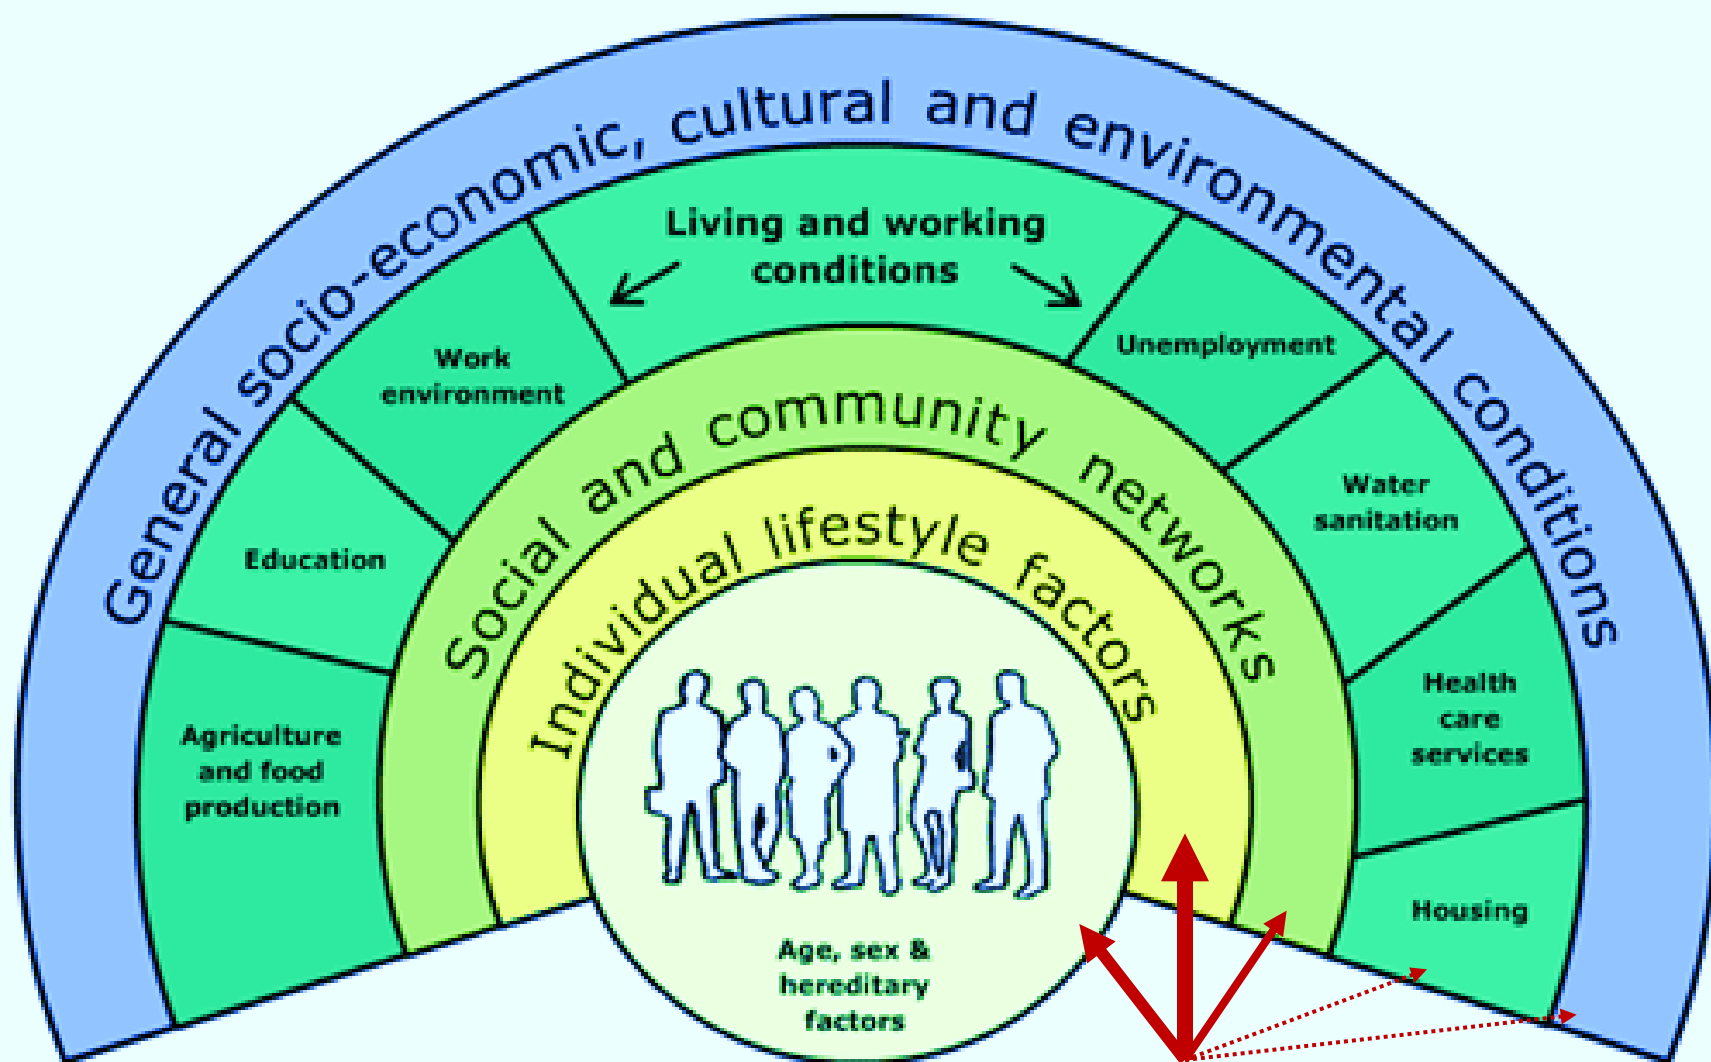 General socio-economic, cultural and environmental conditions
Living and working
conditions
Work
environment
Unemployment
Education
Water
sanitation
Agriculture
and food
production
Health
care
services
Housing
Social and community networks
Individual lifestyle factors
Age, sex &
hereditary
factors